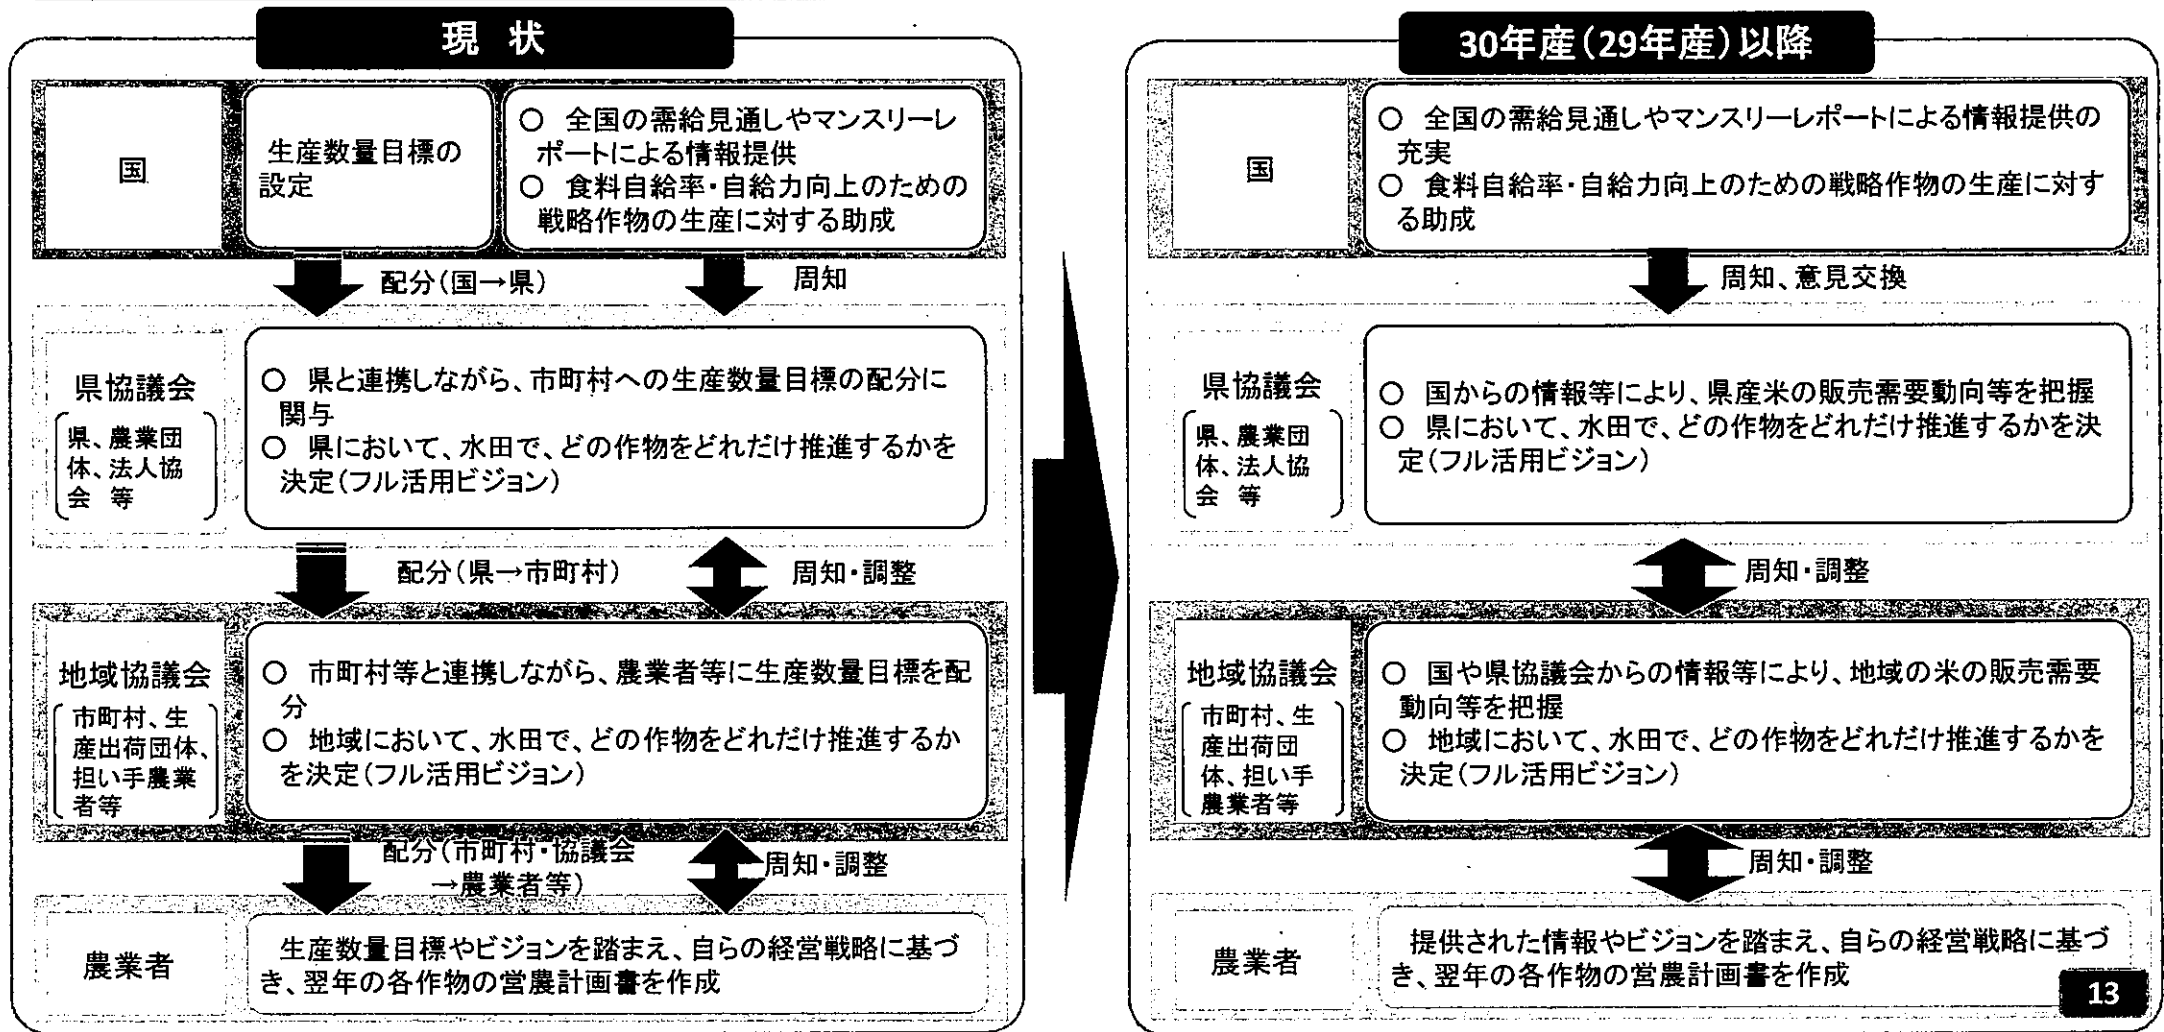 現 状
国
生産数量目標の
設定
○ 全国の需給見通しやマンスリーレ
ポートによる情報提供
○ 食料自給率・自給力向上のための
戦略作物の生産に対する助成
配分(国→県)
周知
県協議会
県、農業団
体、法人協
会 等
○ 県と連携しながら、市町村への生産数量目標の配分に
関与
○ 県において、水田で、どの作物をどれだけ推進するかを
決定(フル活用ビジョン)
配分(県→市町村)
周知・調整
地域協議会
市町村、生
産出荷団体、
担い手農業
者等
○ 市町村等と連携しながら、農業者等に生産数量目標を配
分
○ 地域において、水田で、どの作物をどれだけ推進するか
を決定(フル活用ビジョン)
配分(市町村・協議会
→農業者等)
周知・調整
農業者
生産数量目標やビジョンを踏まえ、自らの経営戦略に基づ
き、翌年の各作物の営農計画書を作成
30年産(29年産)以降
国
○ 全国の需給見通しやマンスリーレポートによる情報提供の
充実
○ 食料自給率・自給力向上のための戦略作物の生産に対す
る助成
周知、意見交換
県協議会
県、農業団
体、法人協
会 等
○ 国からの情報等により、県産米の販売需要動向等を把握
○ 県において、水田で、どの作物をどれだけ推進するかを決
定(フル活用ビジョン)
周知・調整
地域協議会
市町村、生
産出荷団
体、担い手
農業者等
○ 国や県協議会からの情報等により、地域の米の販売需要
動向等を把握
○ 地域において、水田で、どの作物をどれだけ推進するかを
決定(フル活用ビジョン)
周知・調整
農業者
提供された情報やビジョンを踏まえ、自らの経営戦略に基づ
き、翌年の各作物の営農計画書を作成
13